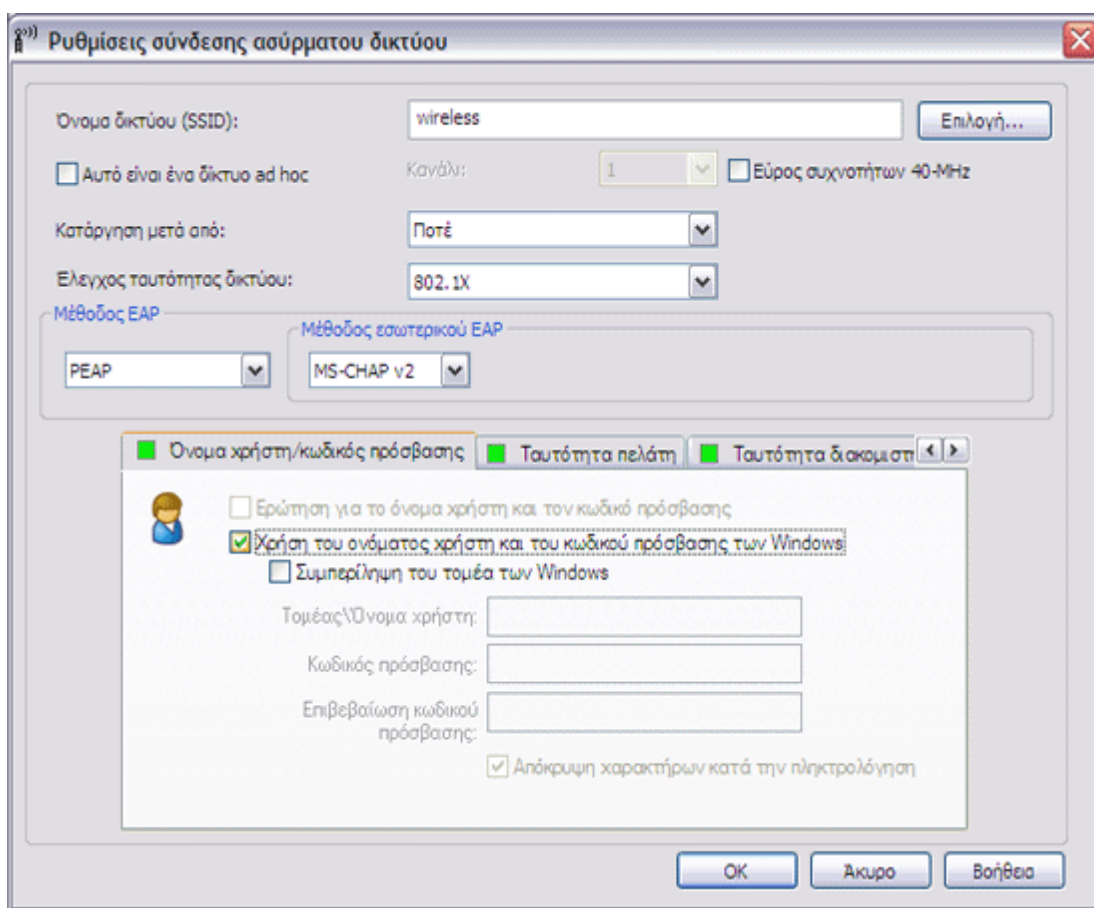 Ρυθμίσεις σύνδεσης ασύρματου δικτύου
Όνομα δικτύου (SSID): wireless Επιλογή...
Αυτό είναι ένα δίκτυο ad hoc Κανάλι: 1 Εύρος συχνοτήτων 40-MHz
Κατάργηση μετά από: Ποτέ
Έλεγχος ταυτότητας δικτύου: 802.1X
Μέθοδος EAP
Μέθοδος εσωτερικού EAP
PEAP MS-CHAP v2
Όνομα χρήστη/κωδικός πρόσβασης Ταυτότητα πελάτη Ταυτότητα διακομιστ
Ερώτηση για το όνομα χρήστη και τον κωδικό πρόσβασης
Χρήση του ονόματος χρήστη και του κωδικού πρόσβασης των Windows
Συμπερίληψη του τομέα των Windows
Τομέας\Όνομα χρήστη:
Κωδικός πρόσβασης:
Επιβεβαίωση κωδικού
πρόσβασης:
Απόκρυψη χαρακτήρων κατά την πληκτρολόγηση
OK Άκυρο Βοήθεια